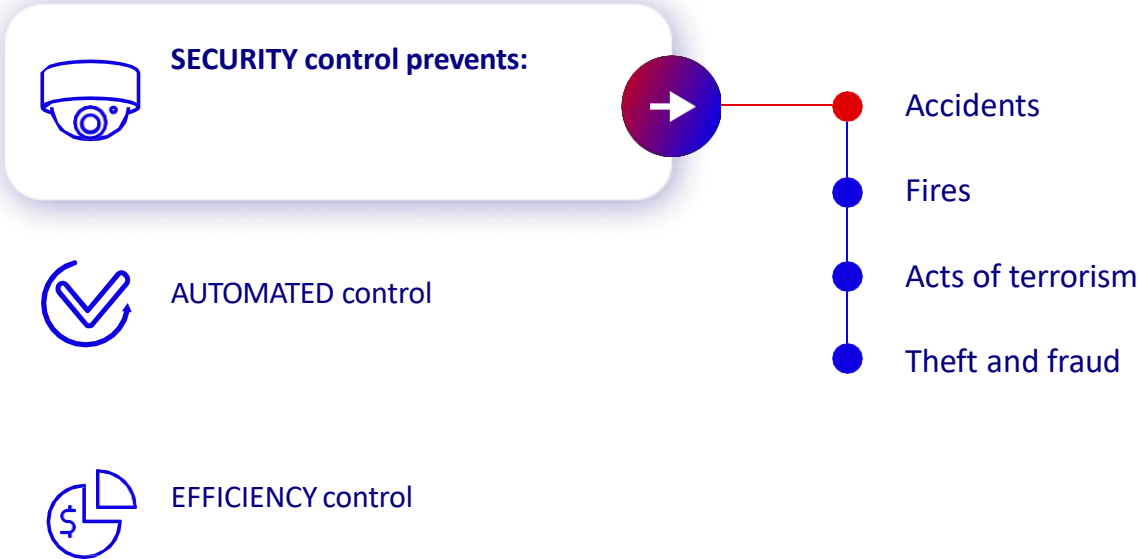 SECURITY control prevents:
Accidents
Fires
Acts of terrorism
Theft and fraud
AUTOMATED control
EFFICIENCY control
$